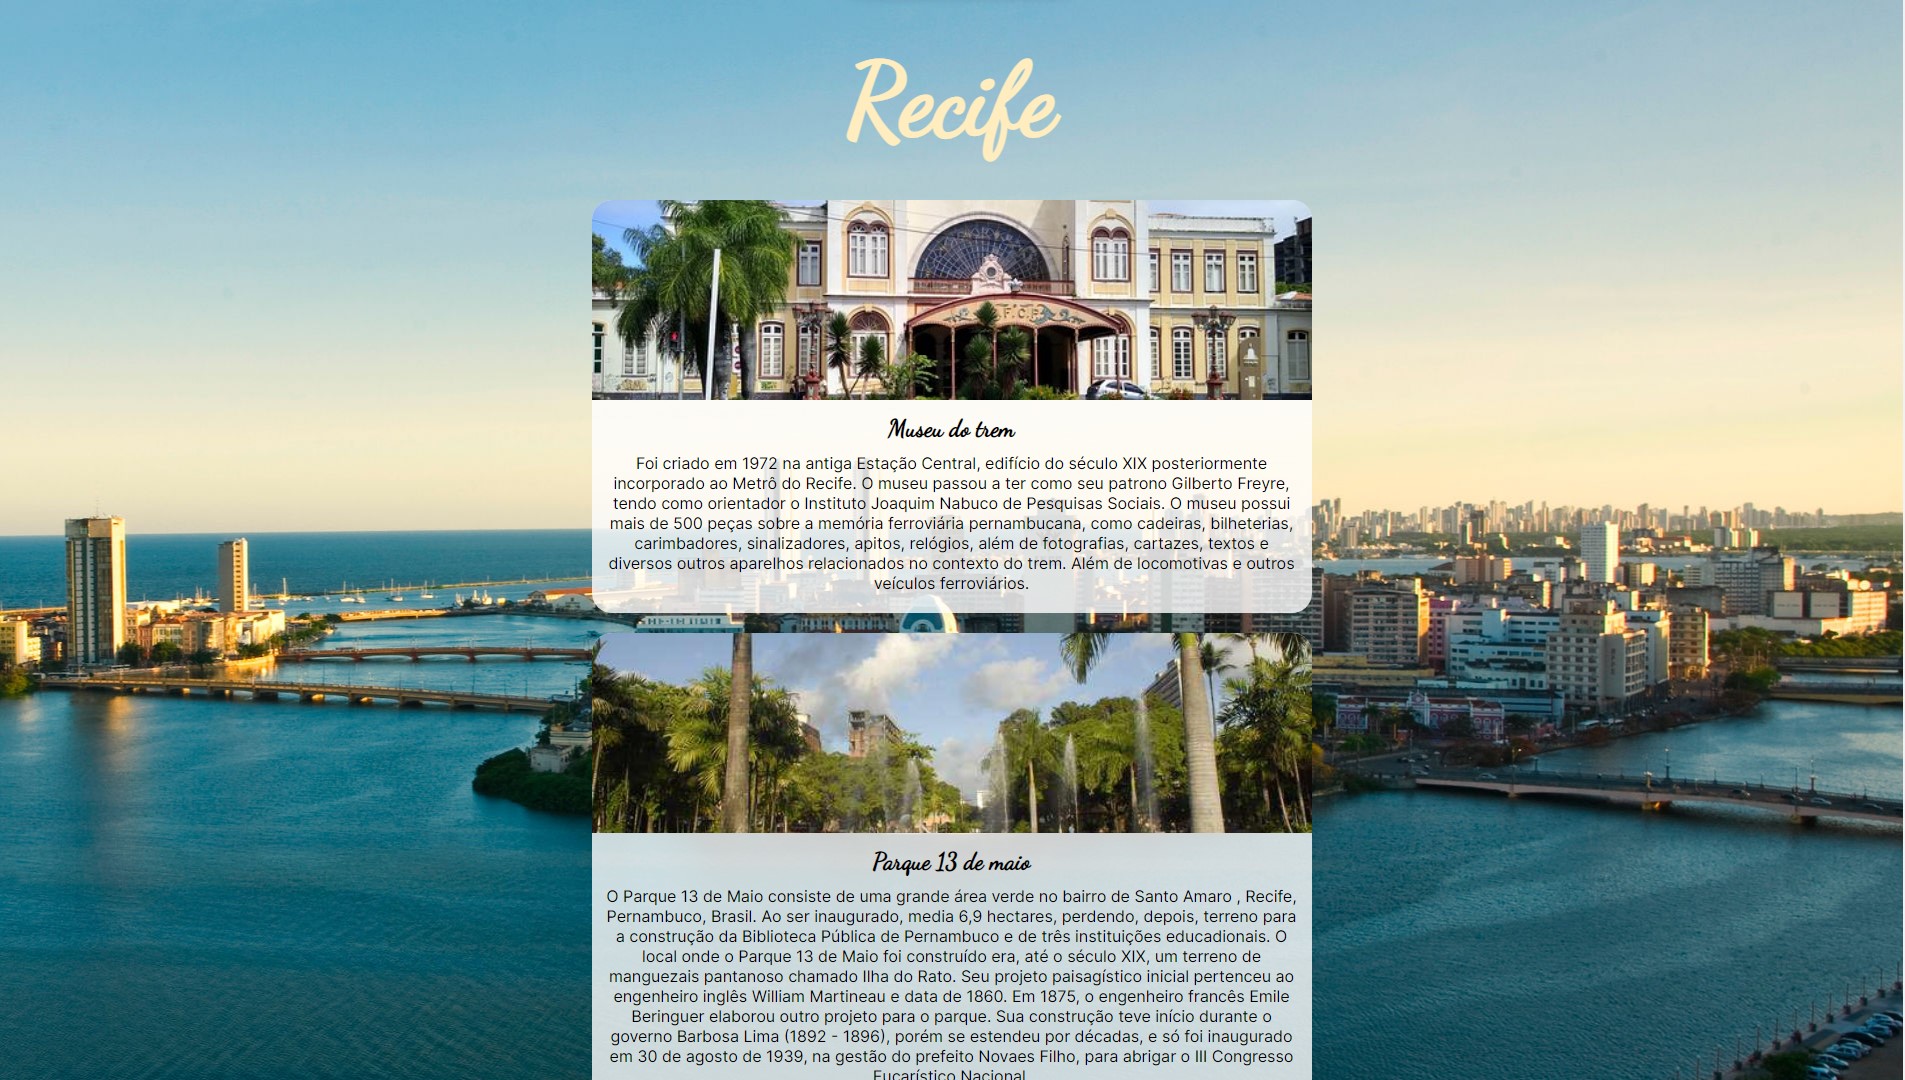 Recife
R.F.C.P.
Museu do trem
Foi criado em 1972 na antiga Estação Central, edifício do século XIX posteriormente
incorporado ao Metrô do Recife. O museu passou a ter como seu patrono Gilberto Freyre,
tendo como orientador o Instituto Joaquim Nabuco de Pesquisas Sociais. O museu possui
mais de 500 peças sobre a memória ferroviária pernambucana, como cadeiras, bilheterias,
carimbadores, sinalizadores, apitos, relógios, além de fotografias, cartazes, textos e
diversos outros aparelhos relacionados no contexto do trem. Além de locomotivas e outros
veículos ferroviários.
Parque 13 de maio
O Parque 13 de Maio consiste de uma grande área verde no bairro de Santo Amaro , Recife,
Pernambuco, Brasil. Ao ser inaugurado, media 6,9 hectares, perdendo, depois, terreno para
a construção da Biblioteca Pública de Pernambuco e de três instituições educadionais. O
local onde o Parque 13 de Maio foi construído era, até o século XIX, um terreno de
manguezais pantanoso chamado Ilha do Rato. Seu projeto paisagístico inicial pertenceu ao
engenheiro inglês William Martineau e data de 1860. Em 1875, o engenheiro francês Emile
Beringuer elaborou outro projeto para o parque. Sua construção teve início durante o
governo Barbosa Lima (1892 - 1896), porém se estendeu por décadas, e só foi inaugurado
em 30 de agosto de 1939, na gestão do prefeito Novaes Filho, para abrigar o III Congresso
Eucarístico Nacional